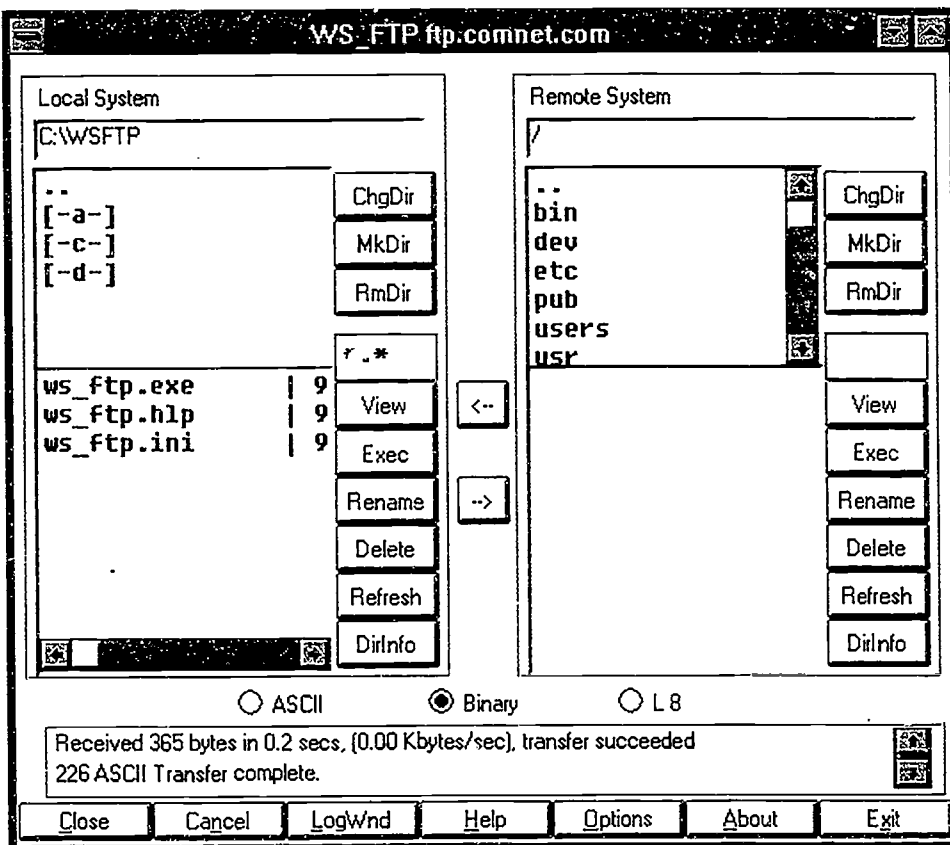 WS_FTP ftp.comnet.com
Local System
C:\WSFTP
..
[-a-]
[-c-]
[-d-]
ChgDir
MkDir
RmDir
*.*
ws_ftp.exe | 9
ws_ftp.hlp | 9
ws_ftp.ini | 9
View
Exec
Rename
Delete
Refresh
DirInfo
<--
-->
Remote System
/
..
bin
dev
etc
pub
users
usr
ChgDir
MkDir
RmDir
View
Exec
Rename
Delete
Refresh
DirInfo
ASCII Binary L 8
Received 365 bytes in 0.2 secs, (0.00 Kbytes/sec), transfer succeeded
226 ASCII Transfer complete.
Close Cancel LogWnd Help Options About Exit